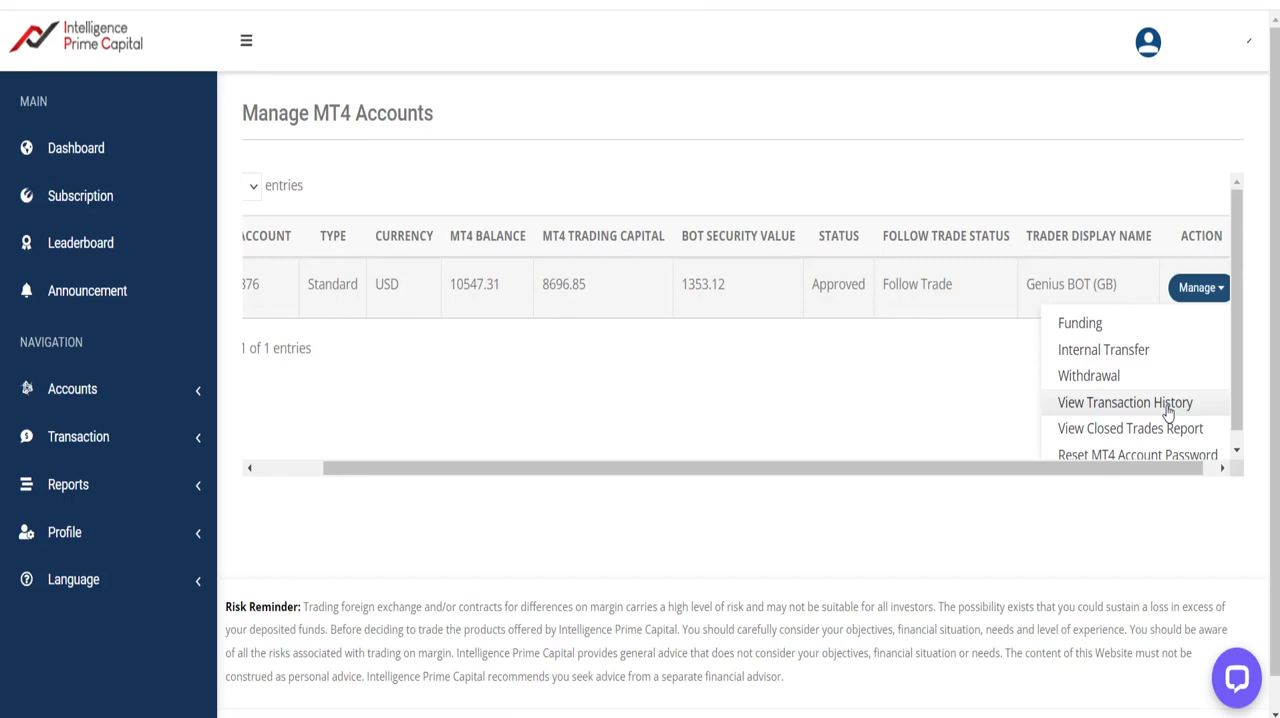 Intelligence
Prime Capital
MAIN
Dashboard
Subscription
Leaderboard
Announcement
NAVIGATION
Accounts
Transaction
Reports
Profile
Language
Manage MT4 Accounts
entries
ACCOUNT TYPE CURRENCY MT4 BALANCE MT4 TRADING CAPITAL BOT SECURITY VALUE STATUS FOLLOW TRADE STATUS TRADER DISPLAY NAME ACTION
376 Standard USD 10547.31 8696.85 1353.12 Approved Follow Trade Genius BOT (GB) Manage
1 of 1 entries
Funding
Internal Transfer
Withdrawal
View Transaction History
View Closed Trades Report
Reset MT4 Account Password
Risk Reminder: Trading foreign exchange and/or contracts for differences on margin carries a high level of risk and may not be suitable for all investors. The possibility exists that you could sustain a loss in excess of
your deposited funds. Before deciding to trade the products offered by Intelligence Prime Capital. You should carefully consider your objectives, financial situation, needs and level of experience. You should be aware
of all the risks associated with trading on margin. Intelligence Prime Capital provides general advice that does not consider your objectives, financial situation or needs. The content of this Website must not be
construed as personal advice. Intelligence Prime Capital recommends you seek advice from a separate financial advisor.